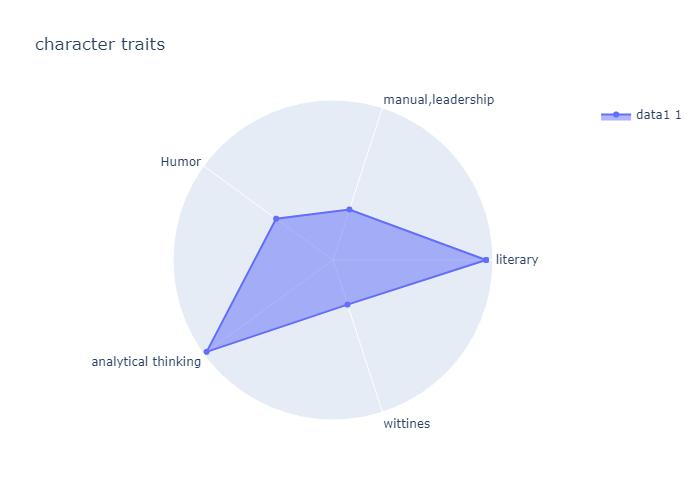 character traits
manual,leadership
data1 1
Humor
literary
analytical thinking
wittines